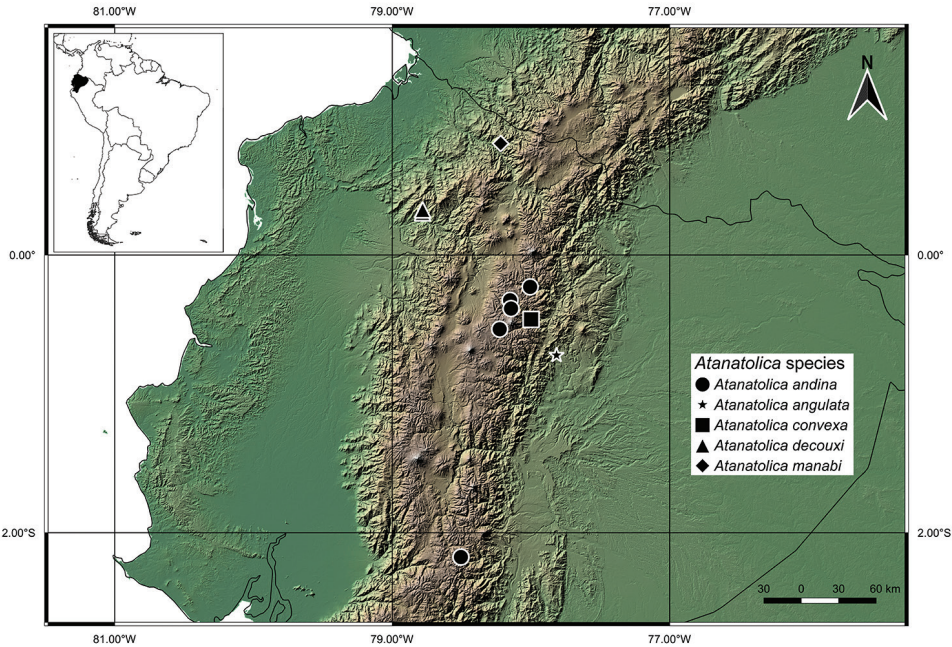 81.00°W 79.00°W 77.00°W
N
0.00° 0.00°
Atanatolica species
Atanatolica andina
Atanatolica angulata
Atanatolica convexa
Atanatolica decouxi
Atanatolica manabi
2.00°S 2.00°S
30 0 30 60 km
81.00°W 79.00°W 77.00°W